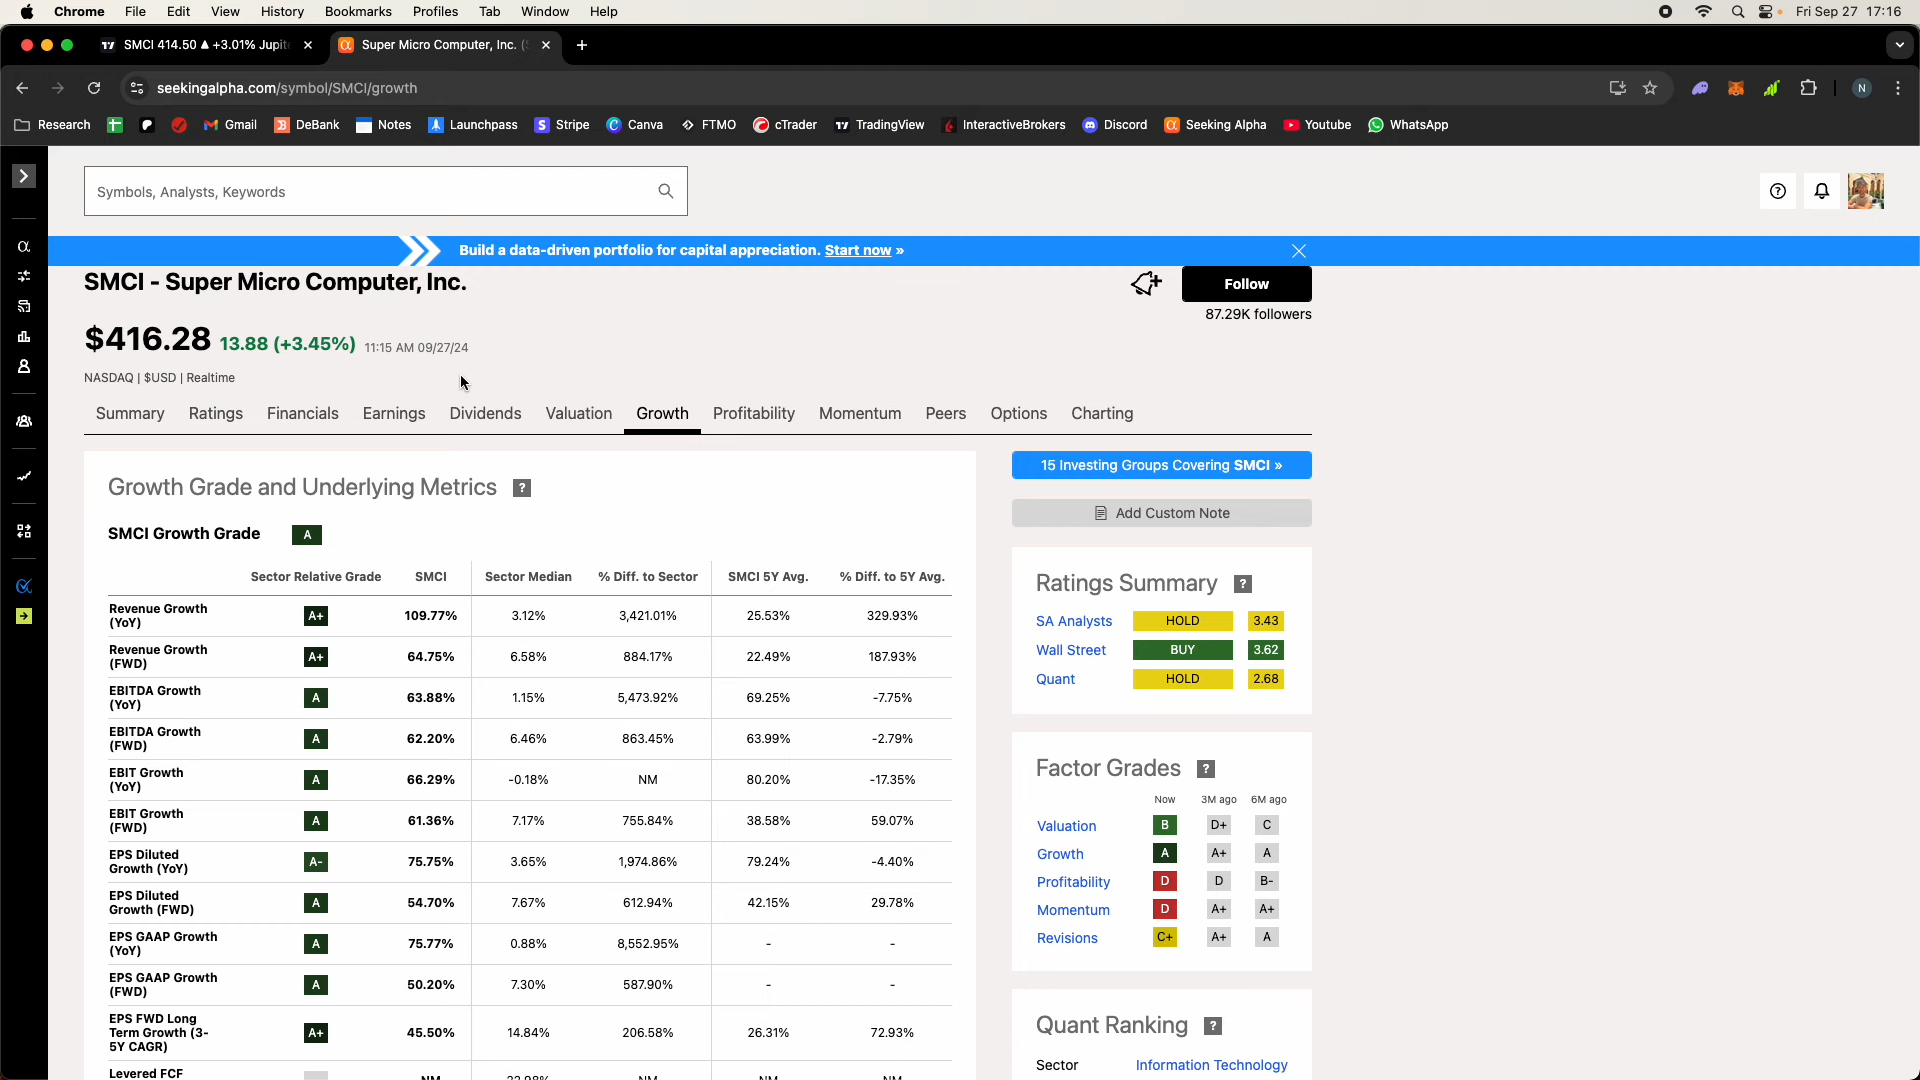 Chrome File Edit View History Bookmarks Profiles Tab Window Help Fri Sep 27 17:16
SMCI 414.50 ▲ +3.01% Jupit Super Micro Computer, Inc. (S
seekingalpha.com/symbol/SMCI/growth
Research Gmail DeBank Notes Launchpass Stripe Canva FTMO cTrader TradingView InteractiveBrokers Discord Seeking Alpha Youtube WhatsApp
Symbols, Analysts, Keywords
Build a data-driven portfolio for capital appreciation. Start now »
SMCI - Super Micro Computer, Inc.
Follow
87.29K followers
$416.28 13.88 (+3.45%) 11:15 AM 09/27/24
NASDAQ | $USD | Realtime
Summary Ratings Financials Earnings Dividends Valuation Growth Profitability Momentum Peers Options Charting
Growth Grade and Underlying Metrics ?
SMCI Growth Grade A
Sector Relative Grade SMCI Sector Median % Diff. to Sector SMCI 5Y Avg. % Diff. to 5Y Avg.
Revenue Growth
(YoY) A+ 109.77% 3.12% 3,421.01% 25.53% 329.93%
Revenue Growth
(FWD) A+ 64.75% 6.58% 884.17% 22.49% 187.93%
EBITDA Growth
(YoY) A 63.88% 1.15% 5,473.92% 69.25% -7.75%
EBITDA Growth
(FWD) A 62.20% 6.46% 863.45% 63.99% -2.79%
EBIT Growth
(YoY) A 66.29% -0.18% NM 80.20% -17.35%
EBIT Growth
(FWD) A 61.36% 7.17% 755.84% 38.58% 59.07%
EPS Diluted
Growth (YoY) A- 75.75% 3.65% 1,974.86% 79.24% -4.40%
EPS Diluted
Growth (FWD) A 54.70% 7.67% 612.94% 42.15% 29.78%
EPS GAAP Growth
(YoY) A 75.77% 0.88% 8,552.95% - -
EPS GAAP Growth
(FWD) A 50.20% 7.30% 587.90% - -
EPS FWD Long
Term Growth (3-
5Y CAGR) A+ 45.50% 14.84% 206.58% 26.31% 72.93%
Levered FCF NM 22.98% NM NM NM
15 Investing Groups Covering SMCI »
Add Custom Note
Ratings Summary ?
SA Analysts HOLD 3.43
Wall Street BUY 3.62
Quant HOLD 2.68
Factor Grades ?
Now 3M ago 6M ago
Valuation B D+ C
Growth A A+ A
Profitability D D B-
Momentum D A+ A+
Revisions C+ A+ A
Quant Ranking ?
Sector Information Technology